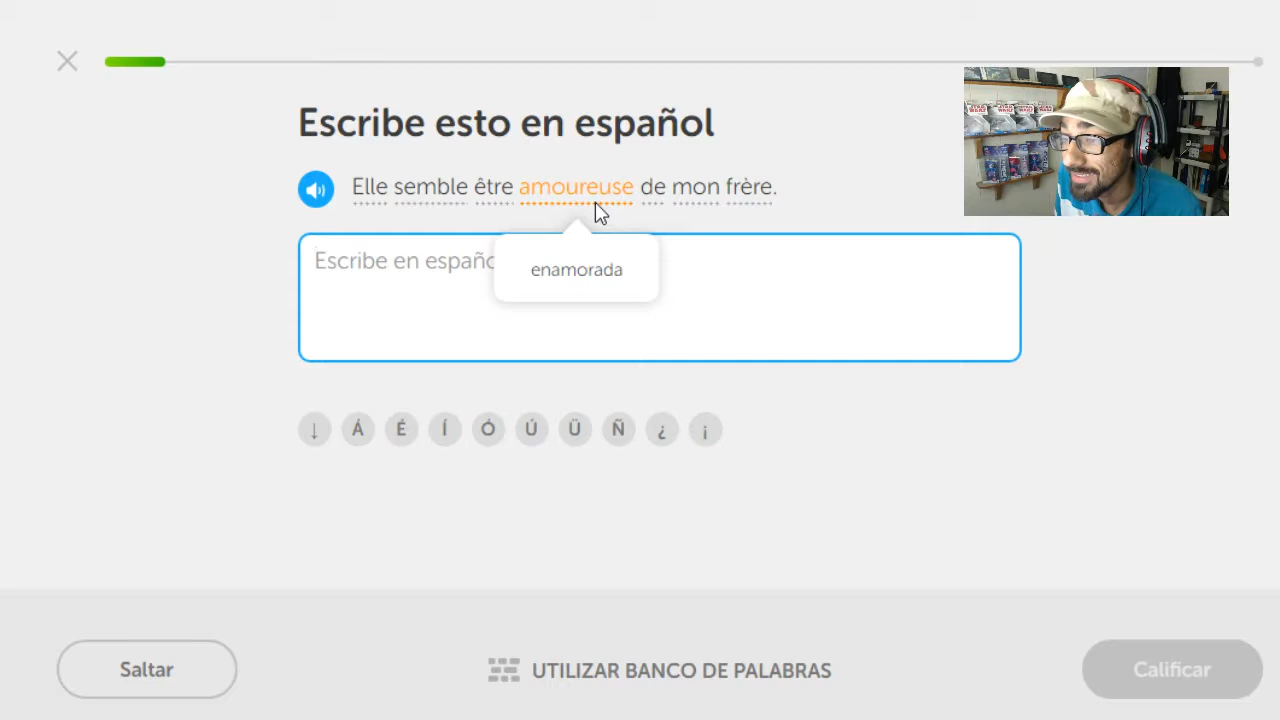 Escribe esto en español
Elle semble être amoureuse de mon frère.
Escribe en españo
enamorada
↓ Á É Í Ó Ú Ü Ñ ¿ ¡
Saltar
UTILIZAR BANCO DE PALABRAS
Calificar